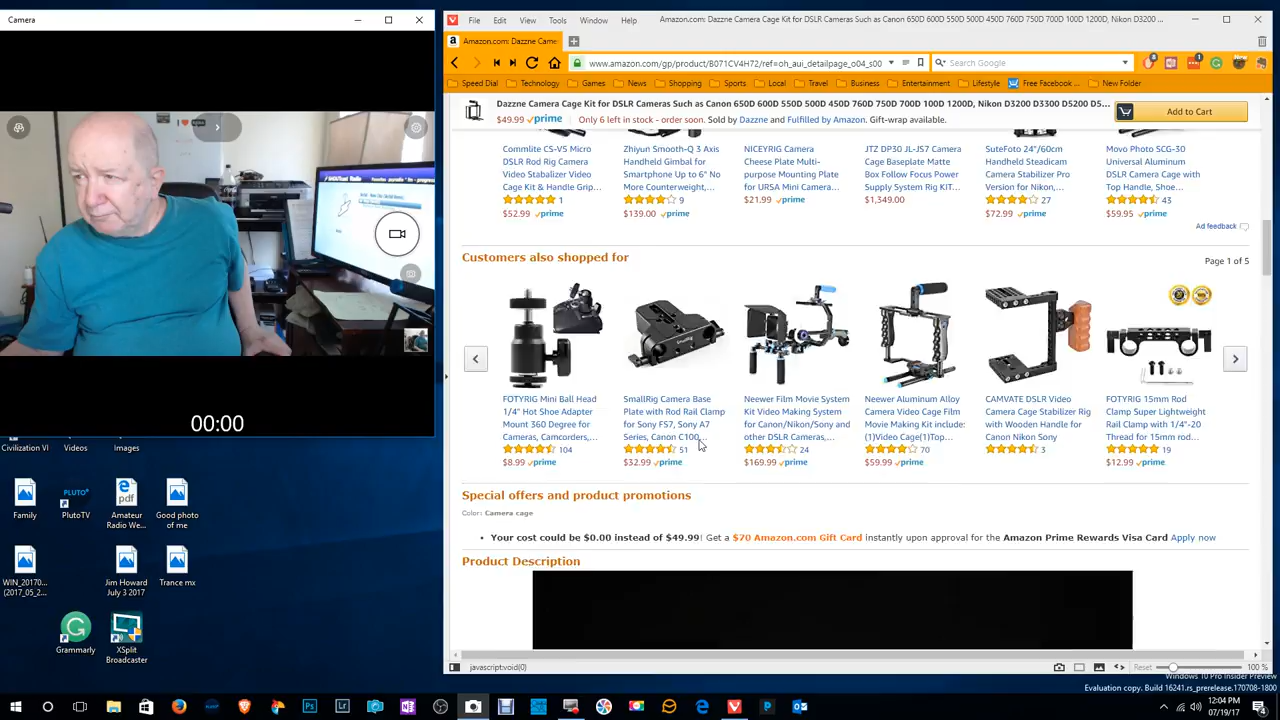 Camera
00:00
File Edit View Tools Window Help
Amazon.com: Dazzne Camera Cage Kit for DSLR Cameras Such as Canon 650D 600D 550D 500D 450D 760D 750D 700D 100D 1200D, Nikon D3200 ...
Amazon.com: Dazzne Came
www.amazon.com/gp/product/B071CV4H72/ref=oh_aui_detailpage_o04_s00
Search Google
Speed Dial Technology Games News Shopping Sports Local Travel Business Entertainment Lifestyle Free Facebook ... New Folder
Dazzne Camera Cage Kit for DSLR Cameras Such as Canon 650D 600D 550D 500D 450D 760D 750D 700D 100D 1200D, Nikon D3200 D3300 D5200 D5...
$49.99 prime Only 6 left in stock - order soon. Sold by Dazzne and Fulfilled by Amazon. Gift-wrap available.
Add to Cart
Commlite CS-V5 Micro
DSLR Rod Rig Camera
Video Stabalizer Video
Cage Kit & Handle Grip...
1
$52.99 prime
Zhiyun Smooth-Q 3 Axis
Handheld Gimbal for
Smartphone Up to 6" No
More Counterweight,...
9
$139.00 prime
NICEYRIG Camera
Cheese Plate Multi-
purpose Mounting Plate
for URSA Mini Camera...
$21.99 prime
JTZ DP30 JL-JS7 Camera
Cage Baseplate Matte
Box Follow Focus Power
Supply System Rig KIT...
$1,349.00
SuteFoto 24"/60cm
Handheld Steadicam
Camera Stabilizer Pro
Version for Nikon,...
27
$72.99 prime
Movo Photo SCG-30
Universal Aluminum
DSLR Camera Cage with
Top Handle, Shoe...
43
$59.95 prime
Ad feedback
Customers also shopped for
Page 1 of 5
FOTYRIG Mini Ball Head
1/4" Hot Shoe Adapter
Mount 360 Degree for
Cameras, Camcorders,...
104
$8.99 prime
SmallRig Camera Base
Plate with Rod Rail Clamp
for Sony FS7, Sony A7
Series, Canon C100,...
51
$32.99 prime
Neewer Film Movie System
Kit Video Making System
for Canon/Nikon/Sony and
other DSLR Cameras,...
24
$169.99 prime
Neewer Aluminum Alloy
Camera Video Cage Film
Movie Making Kit include:
(1)Video Cage(1)Top...
70
$59.99 prime
CAMVATE DSLR Video
Camera Cage Stabilizer Rig
with Wooden Handle for
Canon Nikon Sony
3
FOTYRIG 15mm Rod
Clamp Super Lightweight
Rail Clamp with 1/4"-20
Thread for 15mm rod...
19
$12.99 prime
Special offers and product promotions
Color: Camera cage
Your cost could be $0.00 instead of $49.99! Get a $70 Amazon.com Gift Card instantly upon approval for the Amazon Prime Rewards Visa Card Apply now
Product Description
javascript:void(0)
Reset 100 %
Civilization VI Videos Images
Family PlutoTV Amateur
Radio We... Good photo
of me
WIN_20170...
(2017_05_2... Jim Howard
July 3 2017 Trance mx
Grammarly XSplit
Broadcaster
Windows 10 Pro Insider Preview
Evaluation copy. Build 16241.rs_prerelease.170708-1800
12:04 PM
07/19/17